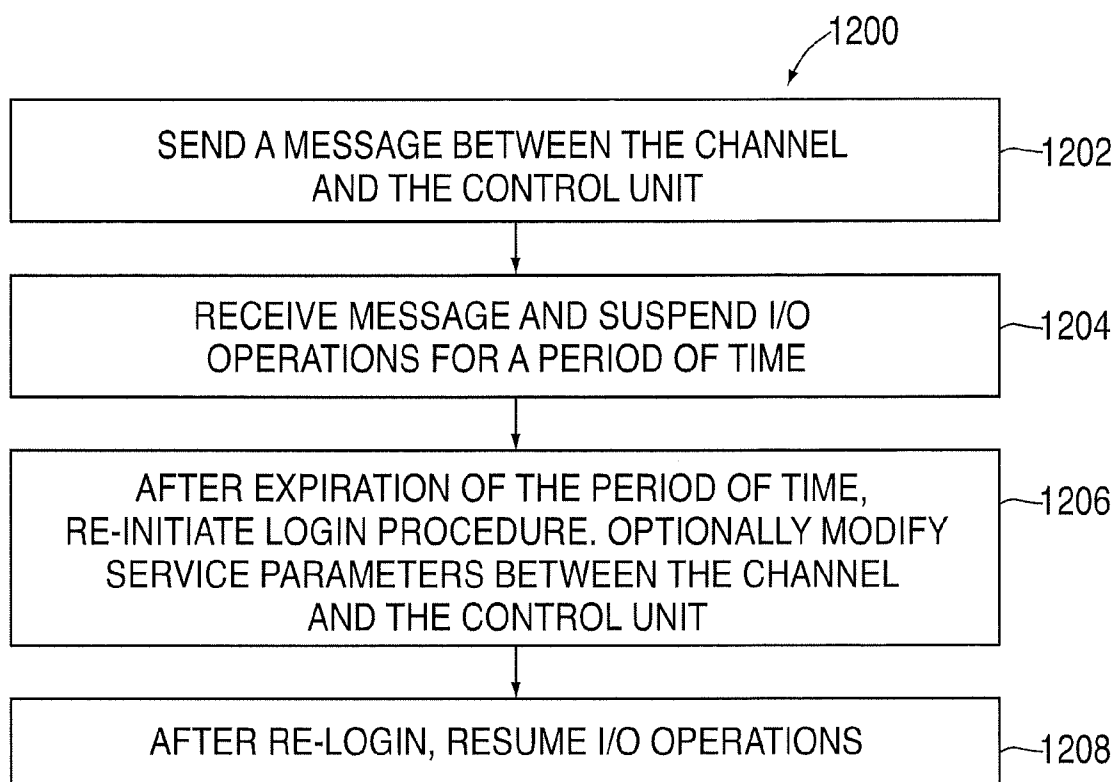 1200
SEND A MESSAGE BETWEEN THE CHANNEL
AND THE CONTROL UNIT
1202
RECEIVE MESSAGE AND SUSPEND I/O
OPERATIONS FOR A PERIOD OF TIME
1204
AFTER EXPIRATION OF THE PERIOD OF TIME,
RE-INITIATE LOGIN PROCEDURE. OPTIONALLY MODIFY
SERVICE PARAMETERS BETWEEN THE CHANNEL
AND THE CONTROL UNIT
1206
AFTER RE-LOGIN, RESUME I/O OPERATIONS
1208